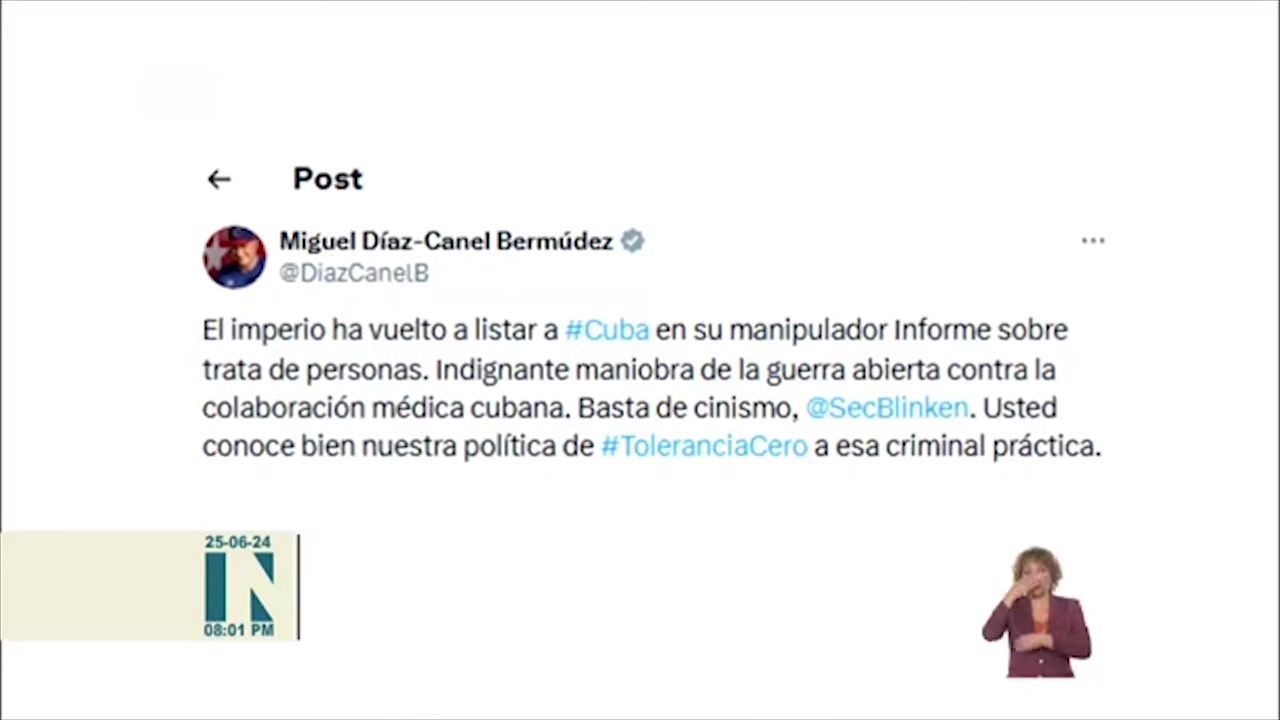 ← Post
Miguel Díaz-Canel Bermúdez
@DiazCanelB
El imperio ha vuelto a listar a #Cuba en su manipulador Informe sobre
trata de personas. Indignante maniobra de la guerra abierta contra la
colaboración médica cubana. Basta de cinismo, @SecBlinken. Usted
conoce bien nuestra política de #ToleranciaCero a esa criminal práctica.
25-06-24
IN
08:01 PM